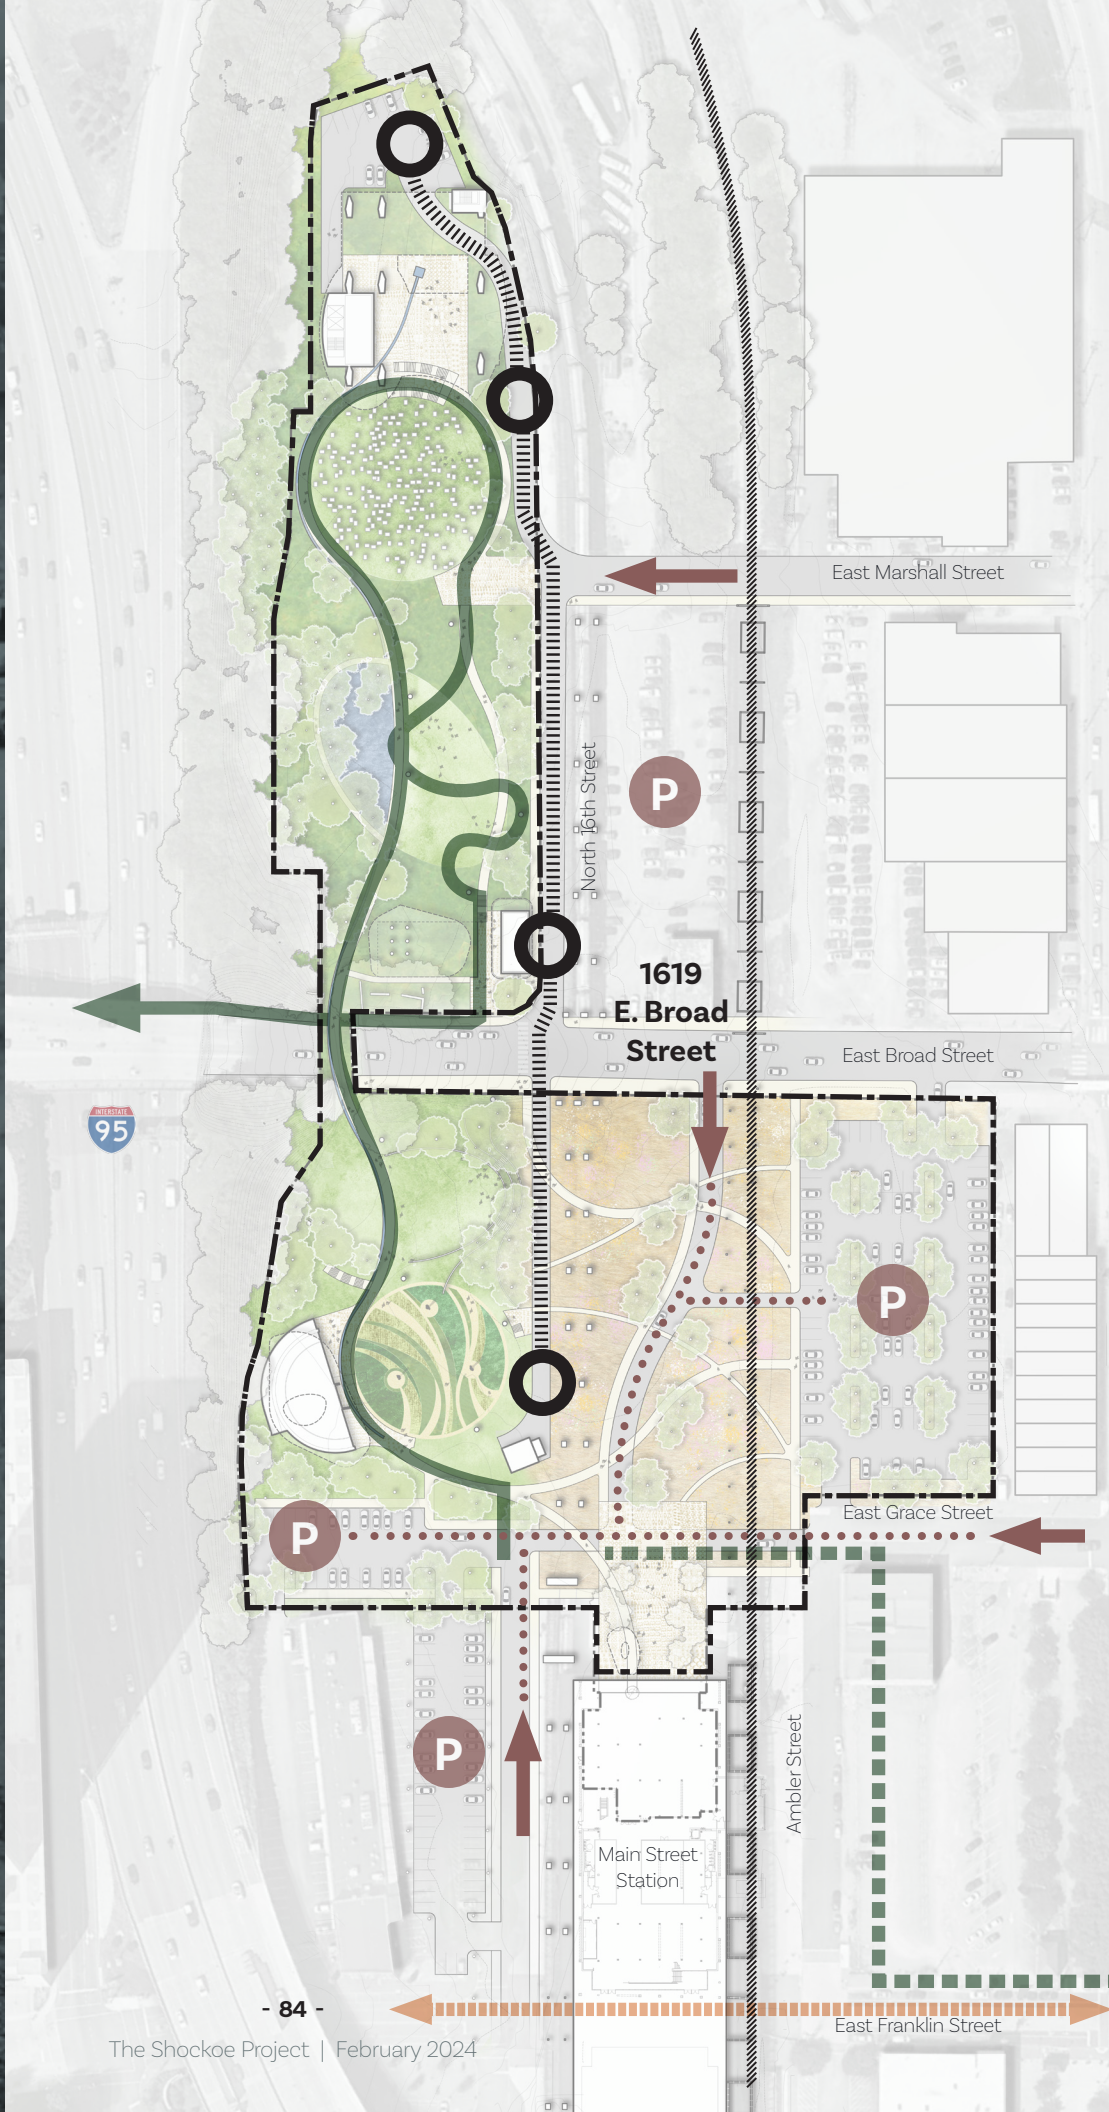 East Marshall Street
P
North 16th Street
1619
E. Broad
Street
East Broad Street
INTERSTATE
95
P
East Grace Street
P
P
Ambler Street
Main Street
Station
- 84 -
East Franklin Street
The Shockoe Project | February 2024